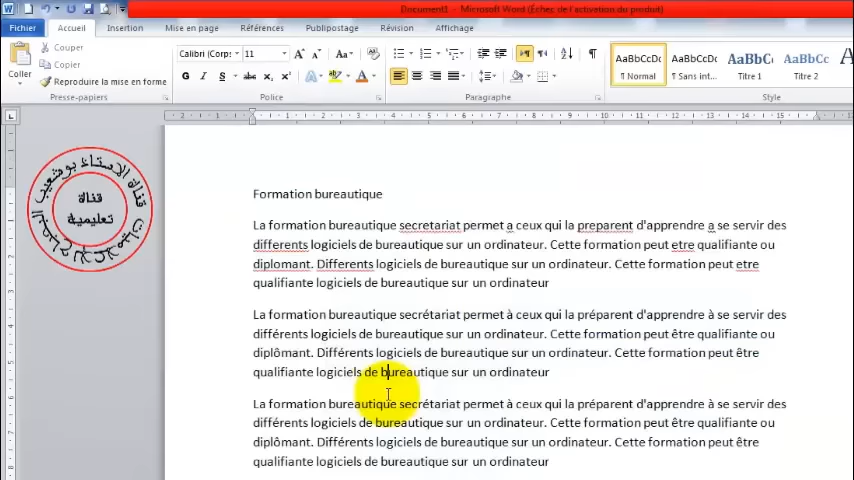 Document1 - Microsoft Word (Échec de l'activation du produit)
Fichier Accueil Insertion Mise en page Références Publipostage Révision Affichage
Coller
Couper
Copier
Reproduire la mise en forme
Presse-papiers
Calibri (Corps) 11
Police
Paragraphe
AaBbCcDc AaBbCcDc AaBbC AaBbCc
¶ Normal ¶ Sans int... Titre 1 Titre 2
Style
قناة
تعليمية
Formation bureautique
La formation bureautique secretariat permet a ceux qui la preparent d'apprendre a se servir des
differents logiciels de bureautique sur un ordinateur. Cette formation peut etre qualifiante ou
diplomant. Differents logiciels de bureautique sur un ordinateur. Cette formation peut etre
qualifiante logiciels de bureautique sur un ordinateur
La formation bureautique secrétariat permet à ceux qui la préparent d'apprendre à se servir des
différents logiciels de bureautique sur un ordinateur. Cette formation peut être qualifiante ou
diplômant. Différents logiciels de bureautique sur un ordinateur. Cette formation peut être
qualifiante logiciels de bureautique sur un ordinateur
La formation bureautique secrétariat permet à ceux qui la préparent d'apprendre à se servir des
différents logiciels de bureautique sur un ordinateur. Cette formation peut être qualifiante ou
diplômant. Différents logiciels de bureautique sur un ordinateur. Cette formation peut être
qualifiante logiciels de bureautique sur un ordinateur